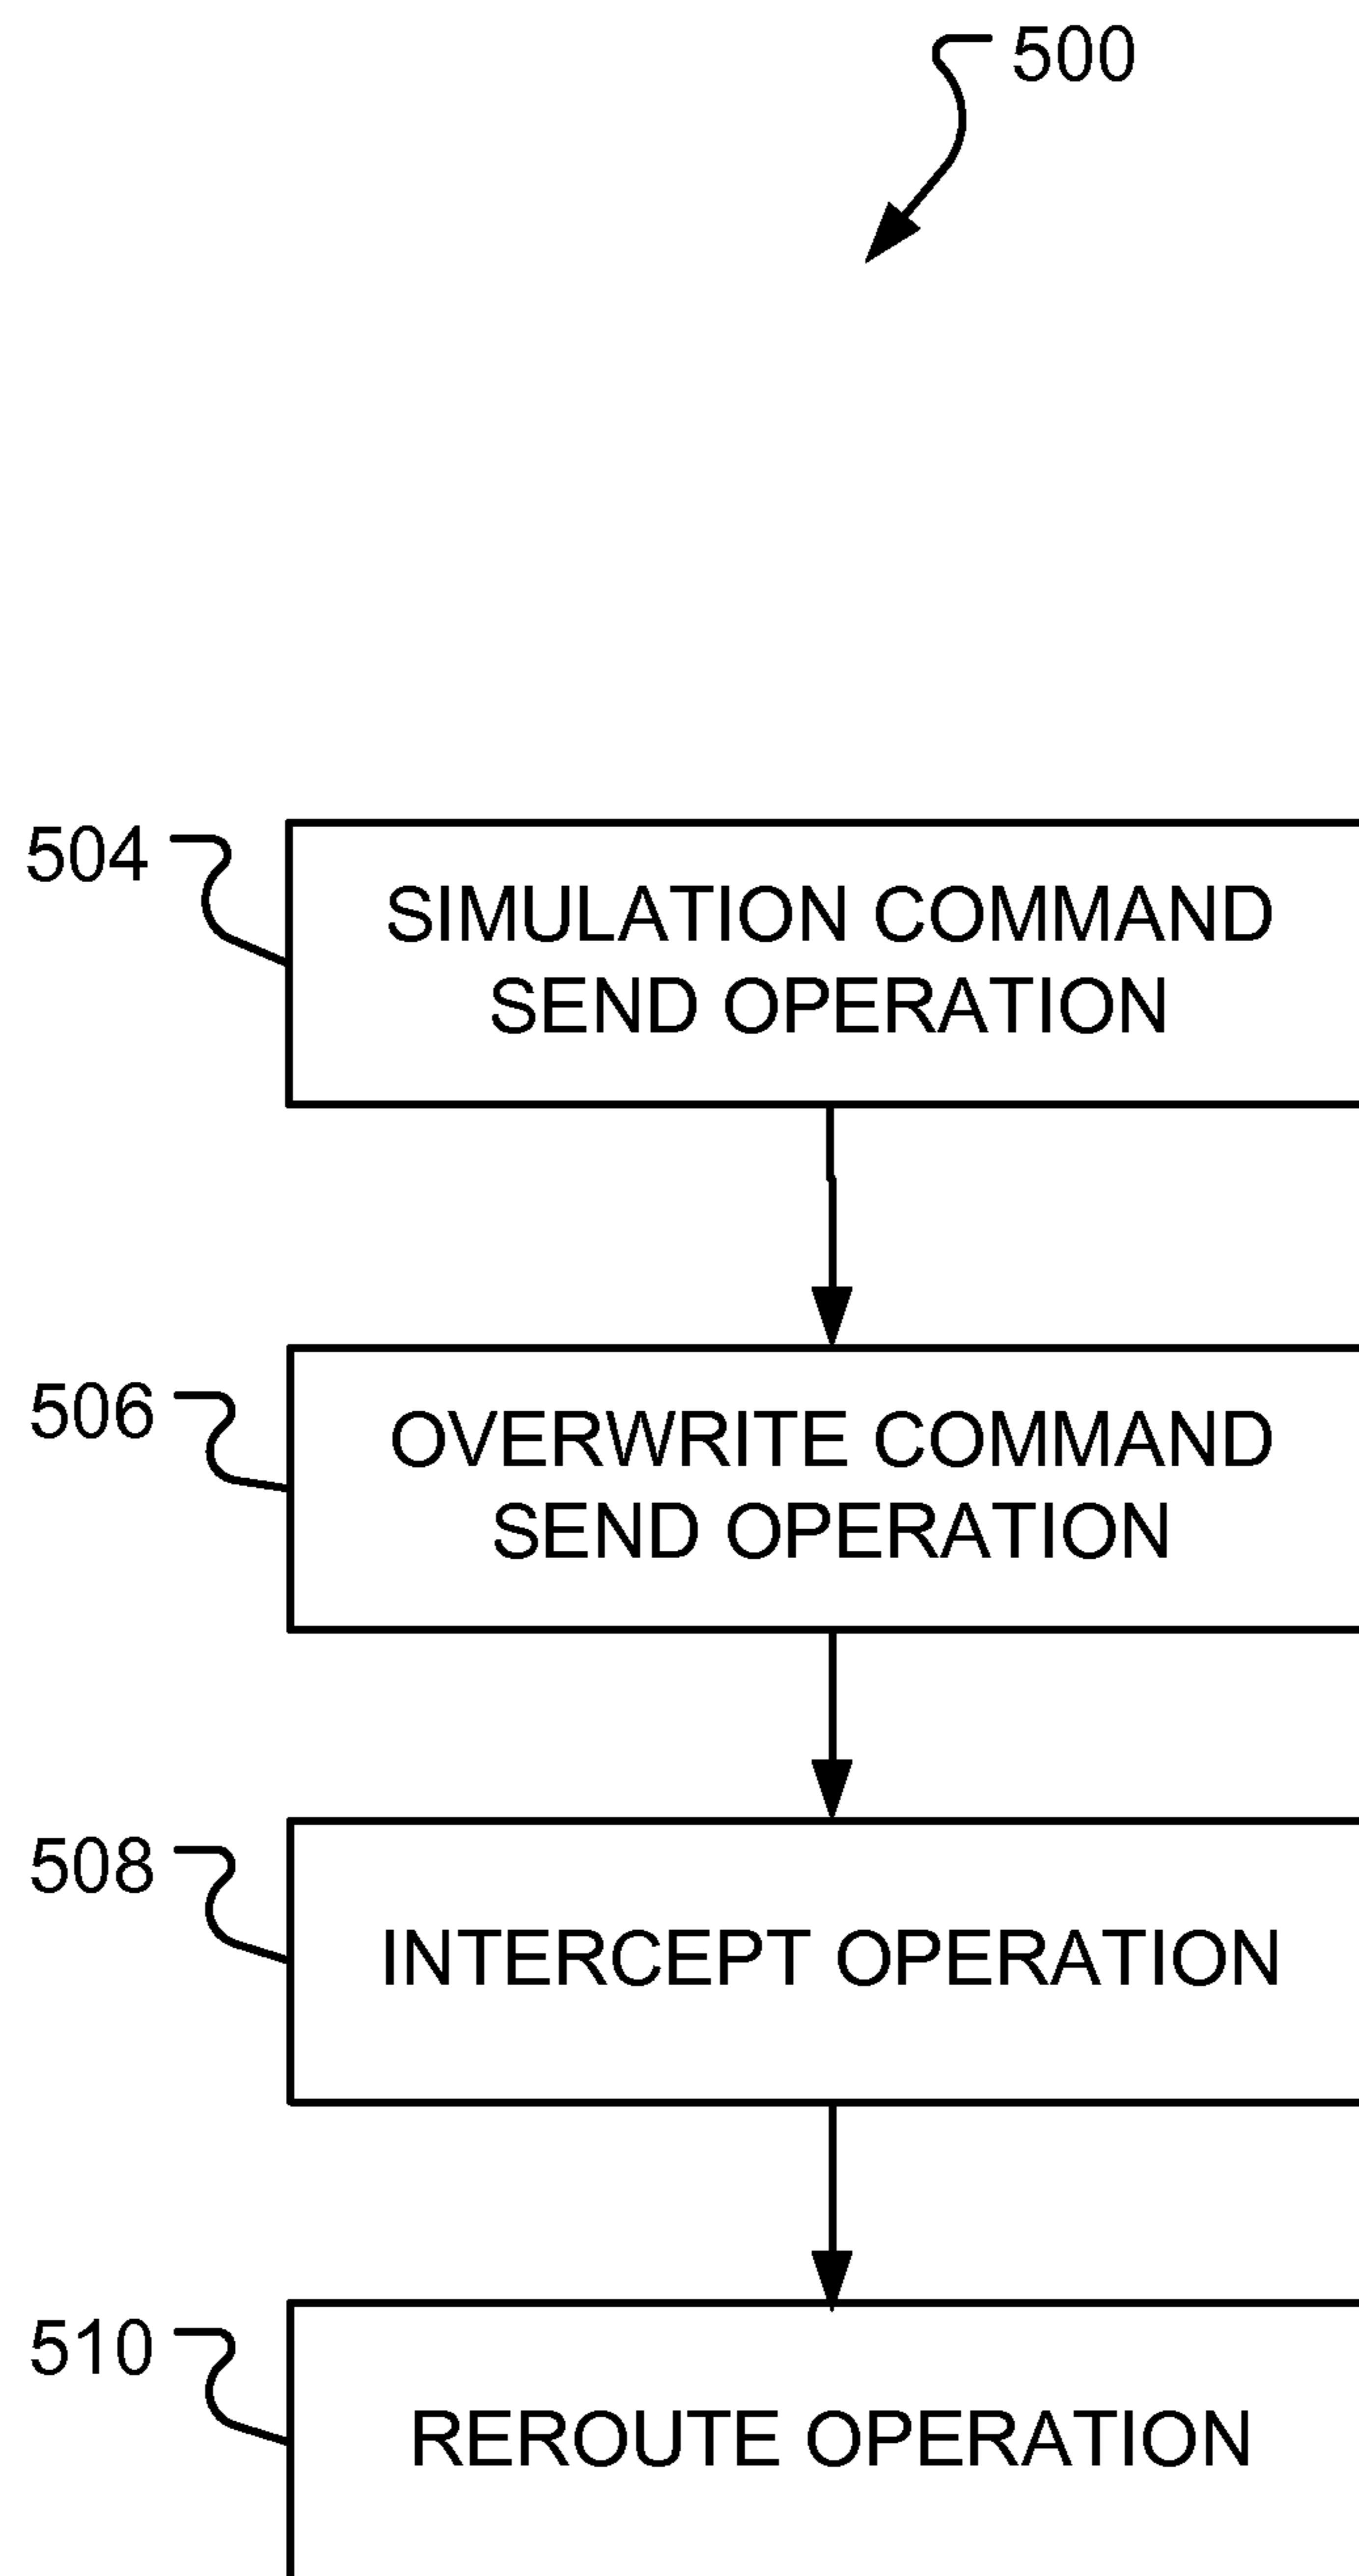 500
504
SIMULATION COMMAND
SEND OPERATION
506
OVERWRITE COMMAND
SEND OPERATION
508
INTERCEPT OPERATION
510
REROUTE OPERATION